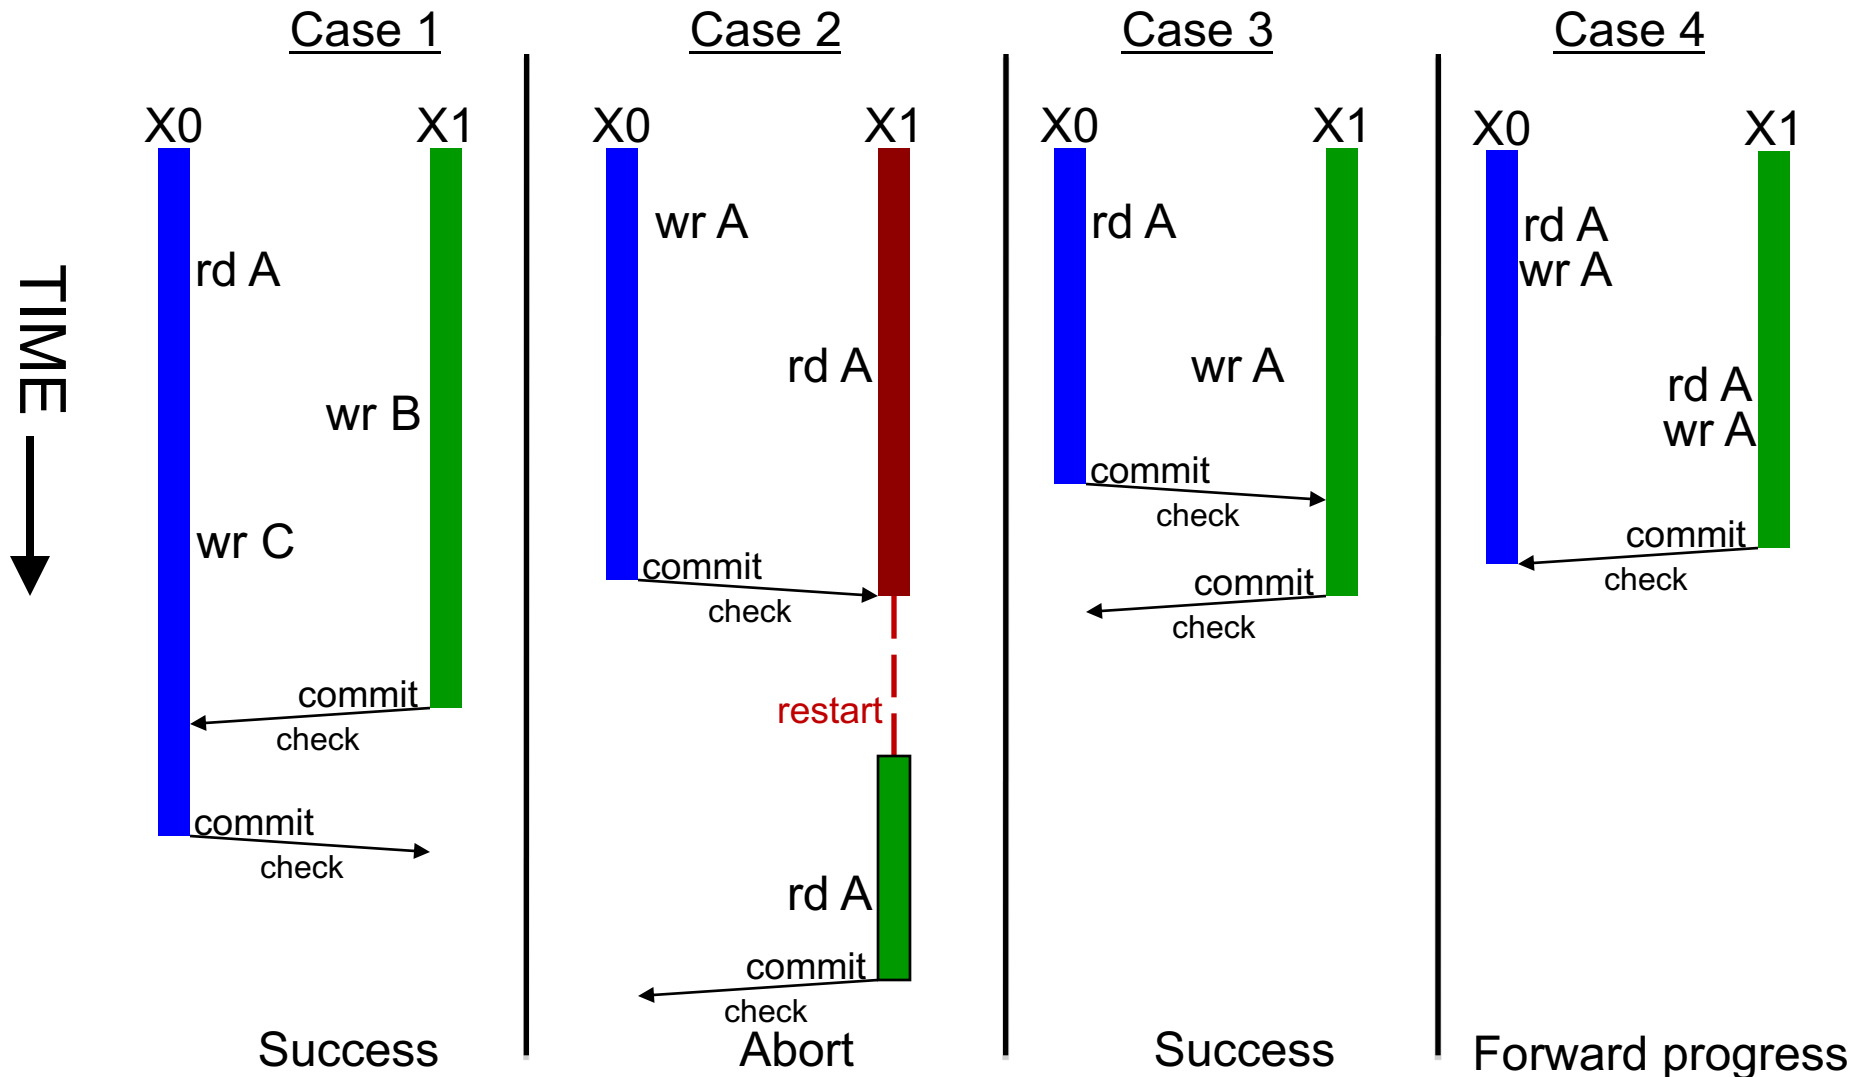 Case 1
Case 2
Case 3
Case 4
TIME
X0
X1
rd A
wr B
wr C
commit
check
commit
check
Success
X0
X1
wr A
rd A
commit
check
restart
rd A
commit
check
Abort
X0
X1
rd A
wr A
commit
check
commit
check
Success
X0
X1
rd A
wr A
rd A
wr A
commit
check
Forward progress